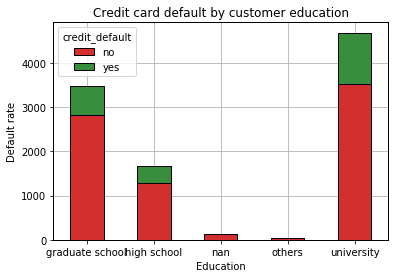 Credit card default by customer education
credit_default
no
yes
Default rate
4000
3000
2000
1000
0
graduate school high school nan others university
Education